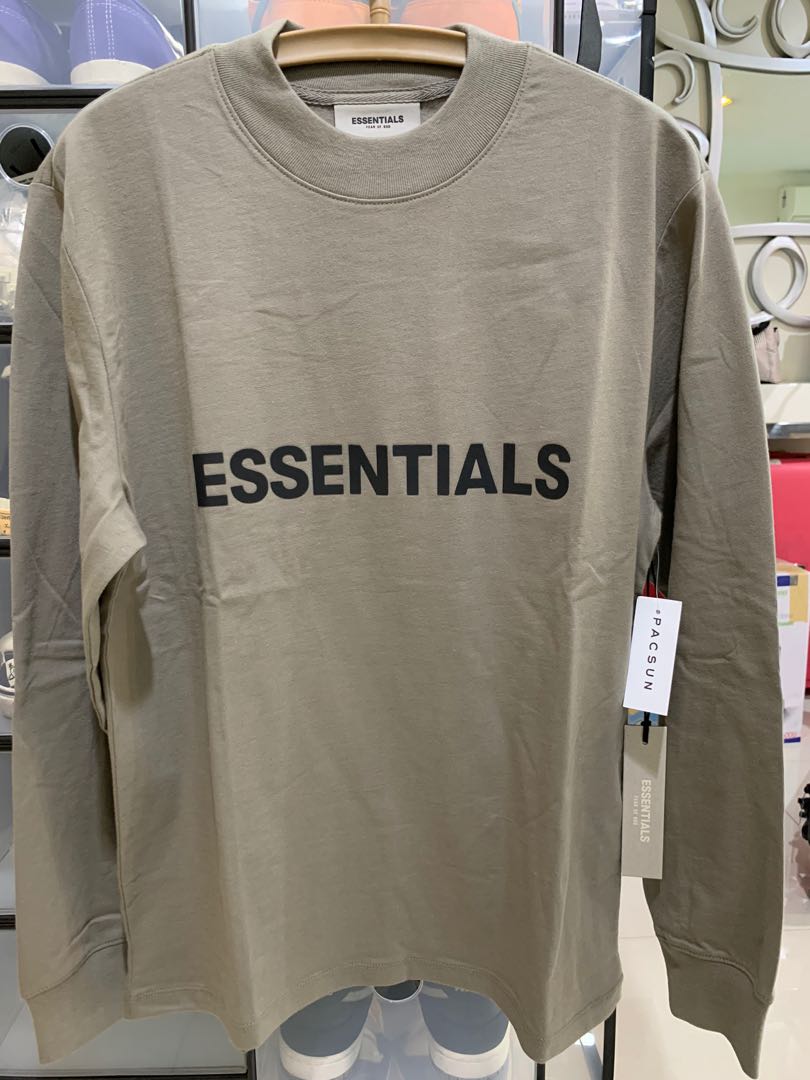 ESSENTIALS
FEAR OF GOD
ESSENTIALS
PACSUN
ESSENTIALS
FEAR OF GOD